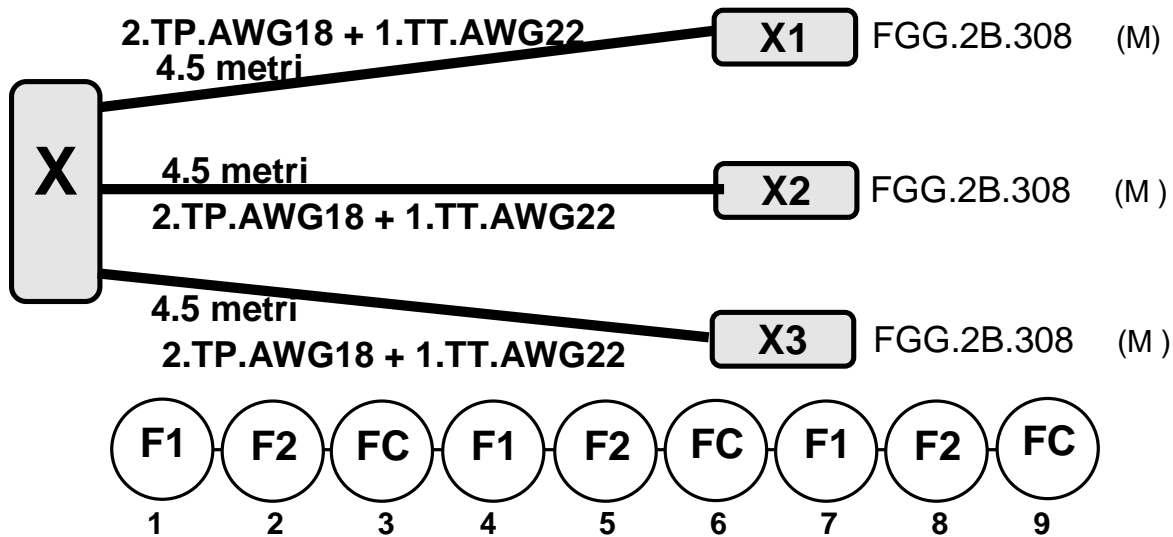 2.TP.AWG18 + 1.TT.AWG22
4.5 metri
X1 FGG.2B.308 (M)
X
4.5 metri
2.TP.AWG18 + 1.TT.AWG22
X2 FGG.2B.308 (M )
4.5 metri
2.TP.AWG18 + 1.TT.AWG22
X3 FGG.2B.308 (M )
F1 F2 FC F1 F2 FC F1 F2 FC
1 2 3 4 5 6 7 8 9